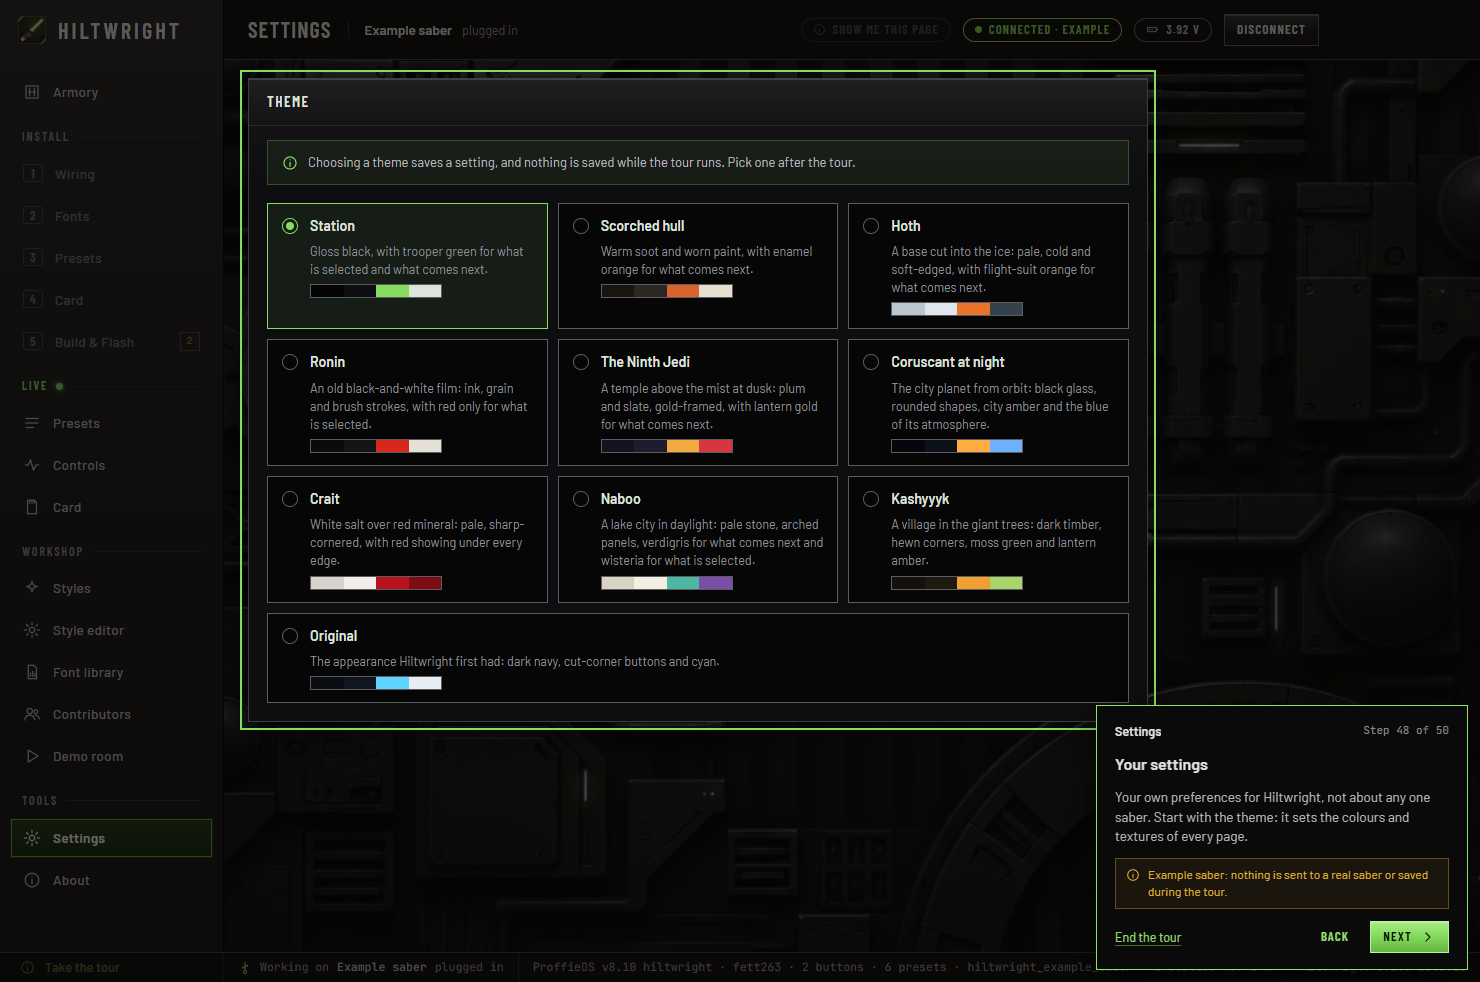 HILTWRIGHT
SETTINGS
Example saber plugged in
SHOW ME THIS PAGE
CONNECTED · EXAMPLE
3.92 V
DISCONNECT
Armory
INSTALL
1 Wiring
2 Fonts
3 Presets
4 Card
5 Build & Flash 2
LIVE
Presets
Controls
Card
WORKSHOP
Styles
Style editor
Font library
Contributors
Demo room
TOOLS
Settings
About
Take the tour
THEME
Choosing a theme saves a setting, and nothing is saved while the tour runs. Pick one after the tour.
Station
Gloss black, with trooper green for what
is selected and what comes next.
Scorched hull
Warm soot and worn paint, with enamel
orange for what comes next.
Hoth
A base cut into the ice: pale, cold and
soft-edged, with flight-suit orange for
what comes next.
Ronin
An old black-and-white film: ink, grain
and brush strokes, with red only for what
is selected.
The Ninth Jedi
A temple above the mist at dusk: plum
and slate, gold-framed, with lantern gold
for what comes next.
Coruscant at night
The city planet from orbit: black glass,
rounded shapes, city amber and the blue
of its atmosphere.
Crait
White salt over red mineral: pale, sharp-
cornered, with red showing under every
edge.
Naboo
A lake city in daylight: pale stone, arched
panels, verdigris for what comes next and
wisteria for what is selected.
Kashyyyk
A village in the giant trees: dark timber,
hewn corners, moss green and lantern
amber.
Original
The appearance Hiltwright first had: dark navy, cut-corner buttons and cyan.
Settings
Step 48 of 50
Your settings
Your own preferences for Hiltwright, not about any one
saber. Start with the theme: it sets the colours and
textures of every page.
Example saber: nothing is sent to a real saber or saved
during the tour.
End the tour
BACK
NEXT
Working on Example saber plugged in
ProffieOS v8.10 hiltwright · fett263 · 2 buttons · 6 presets · hiltwright_example_